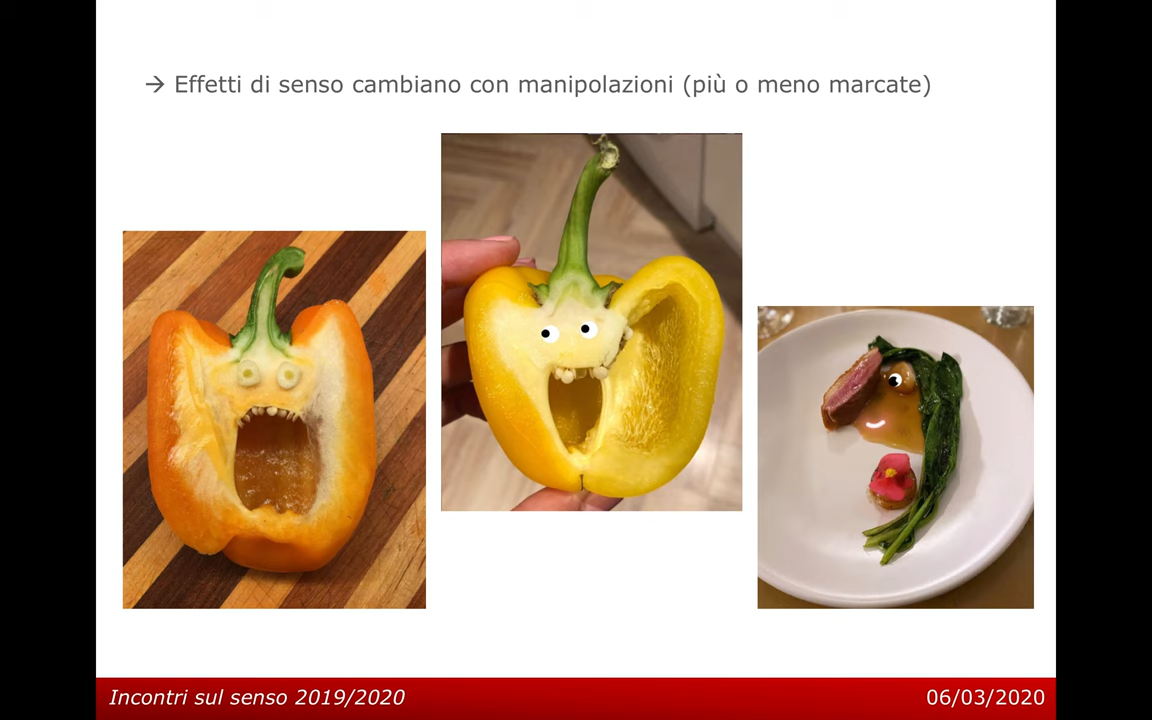 → Effetti di senso cambiano con manipolazioni (più o meno marcate)
Incontri sul senso 2019/2020
06/03/2020